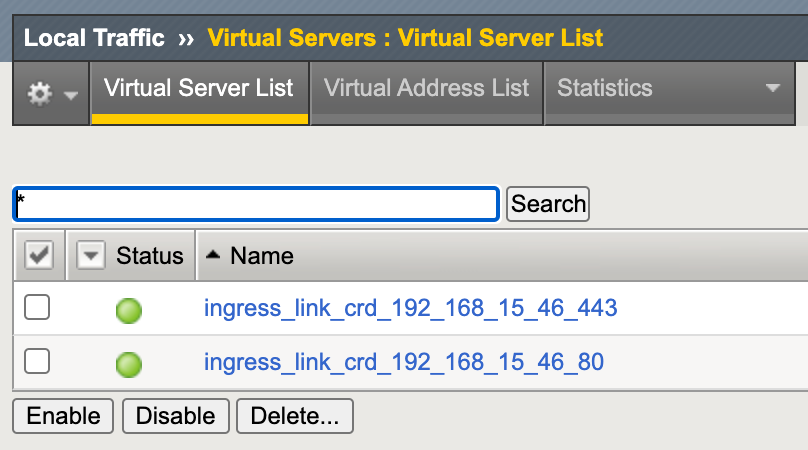 Local Traffic ›› Virtual Servers : Virtual Server List
Virtual Server List Virtual Address List Statistics
* Search
Status Name
ingress_link_crd_192_168_15_46_443
ingress_link_crd_192_168_15_46_80
Enable Disable Delete...